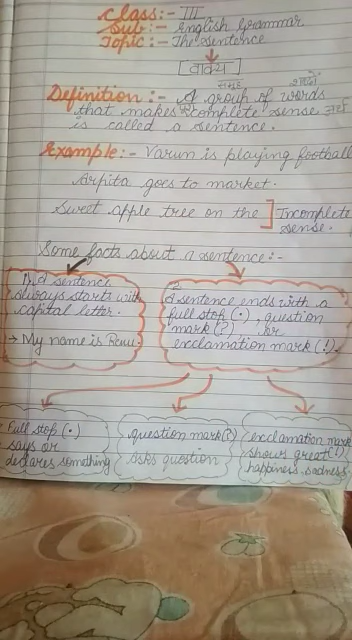 Class:- III
Sub:- English Grammar
Topic:- The sentence
[वाक्य]
समूह शब्दों
Definition:- A group of words
that makes complete sense अर्थ
is called a sentence.
Example:- Varun is playing football
Arpita goes to market.
Sweet apple tree on the ] Incomplete
sense.
Some facts about a sentence:-
1. A sentence
always starts with
capital letter.
→ My name is
2.
A sentence ends with a
full stop (.), question
mark (?) or
exclamation mark (!).
Full stop (.)
says or
declares something
question mark(?)
asks question
exclamation mark
shows great (!)
happiness, sadness